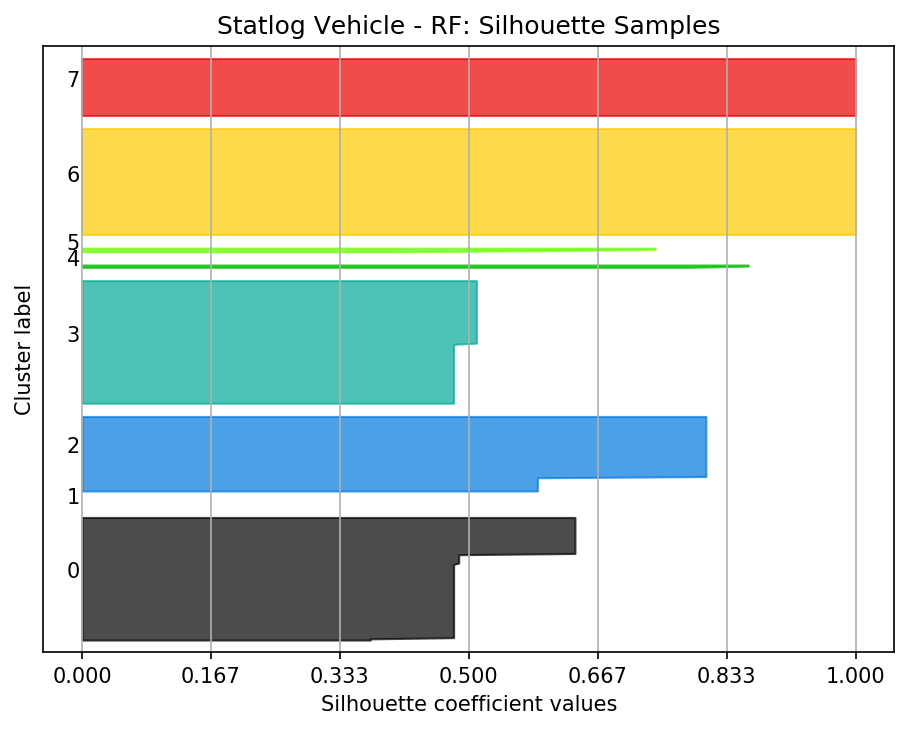 Statlog Vehicle - RF: Silhouette Samples
Cluster label
7
6
5
4
3
2
1
0
0.000 0.167 0.333 0.500 0.667 0.833 1.000
Silhouette coefficient values